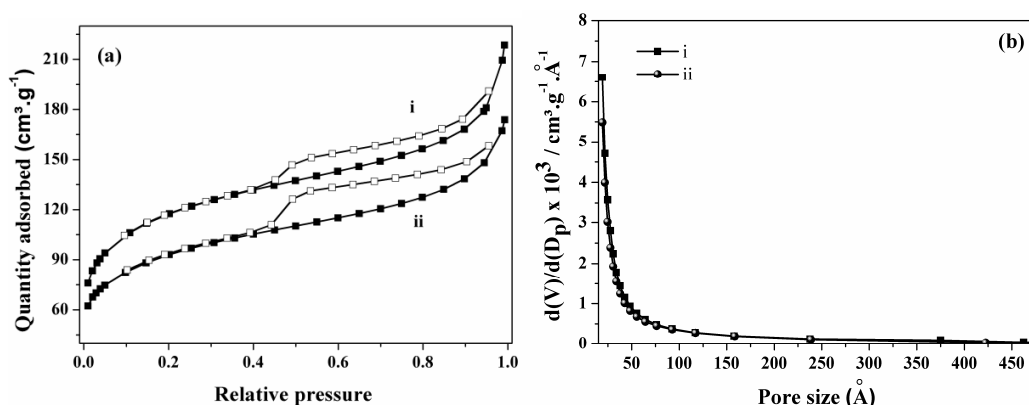 (a)
Quantity adsorbed (cm³.g⁻¹)
210
180
150
120
90
60
i
ii
0.0 0.2 0.4 0.6 0.8 1.0
Relative pressure
(b)
i
ii
d(V)/d(Dp) x 10³ / cm³.g⁻¹.Å⁻¹
8
7
6
5
4
3
2
1
0
50 100 150 200 250 300 350 400 450
Pore size (Å)